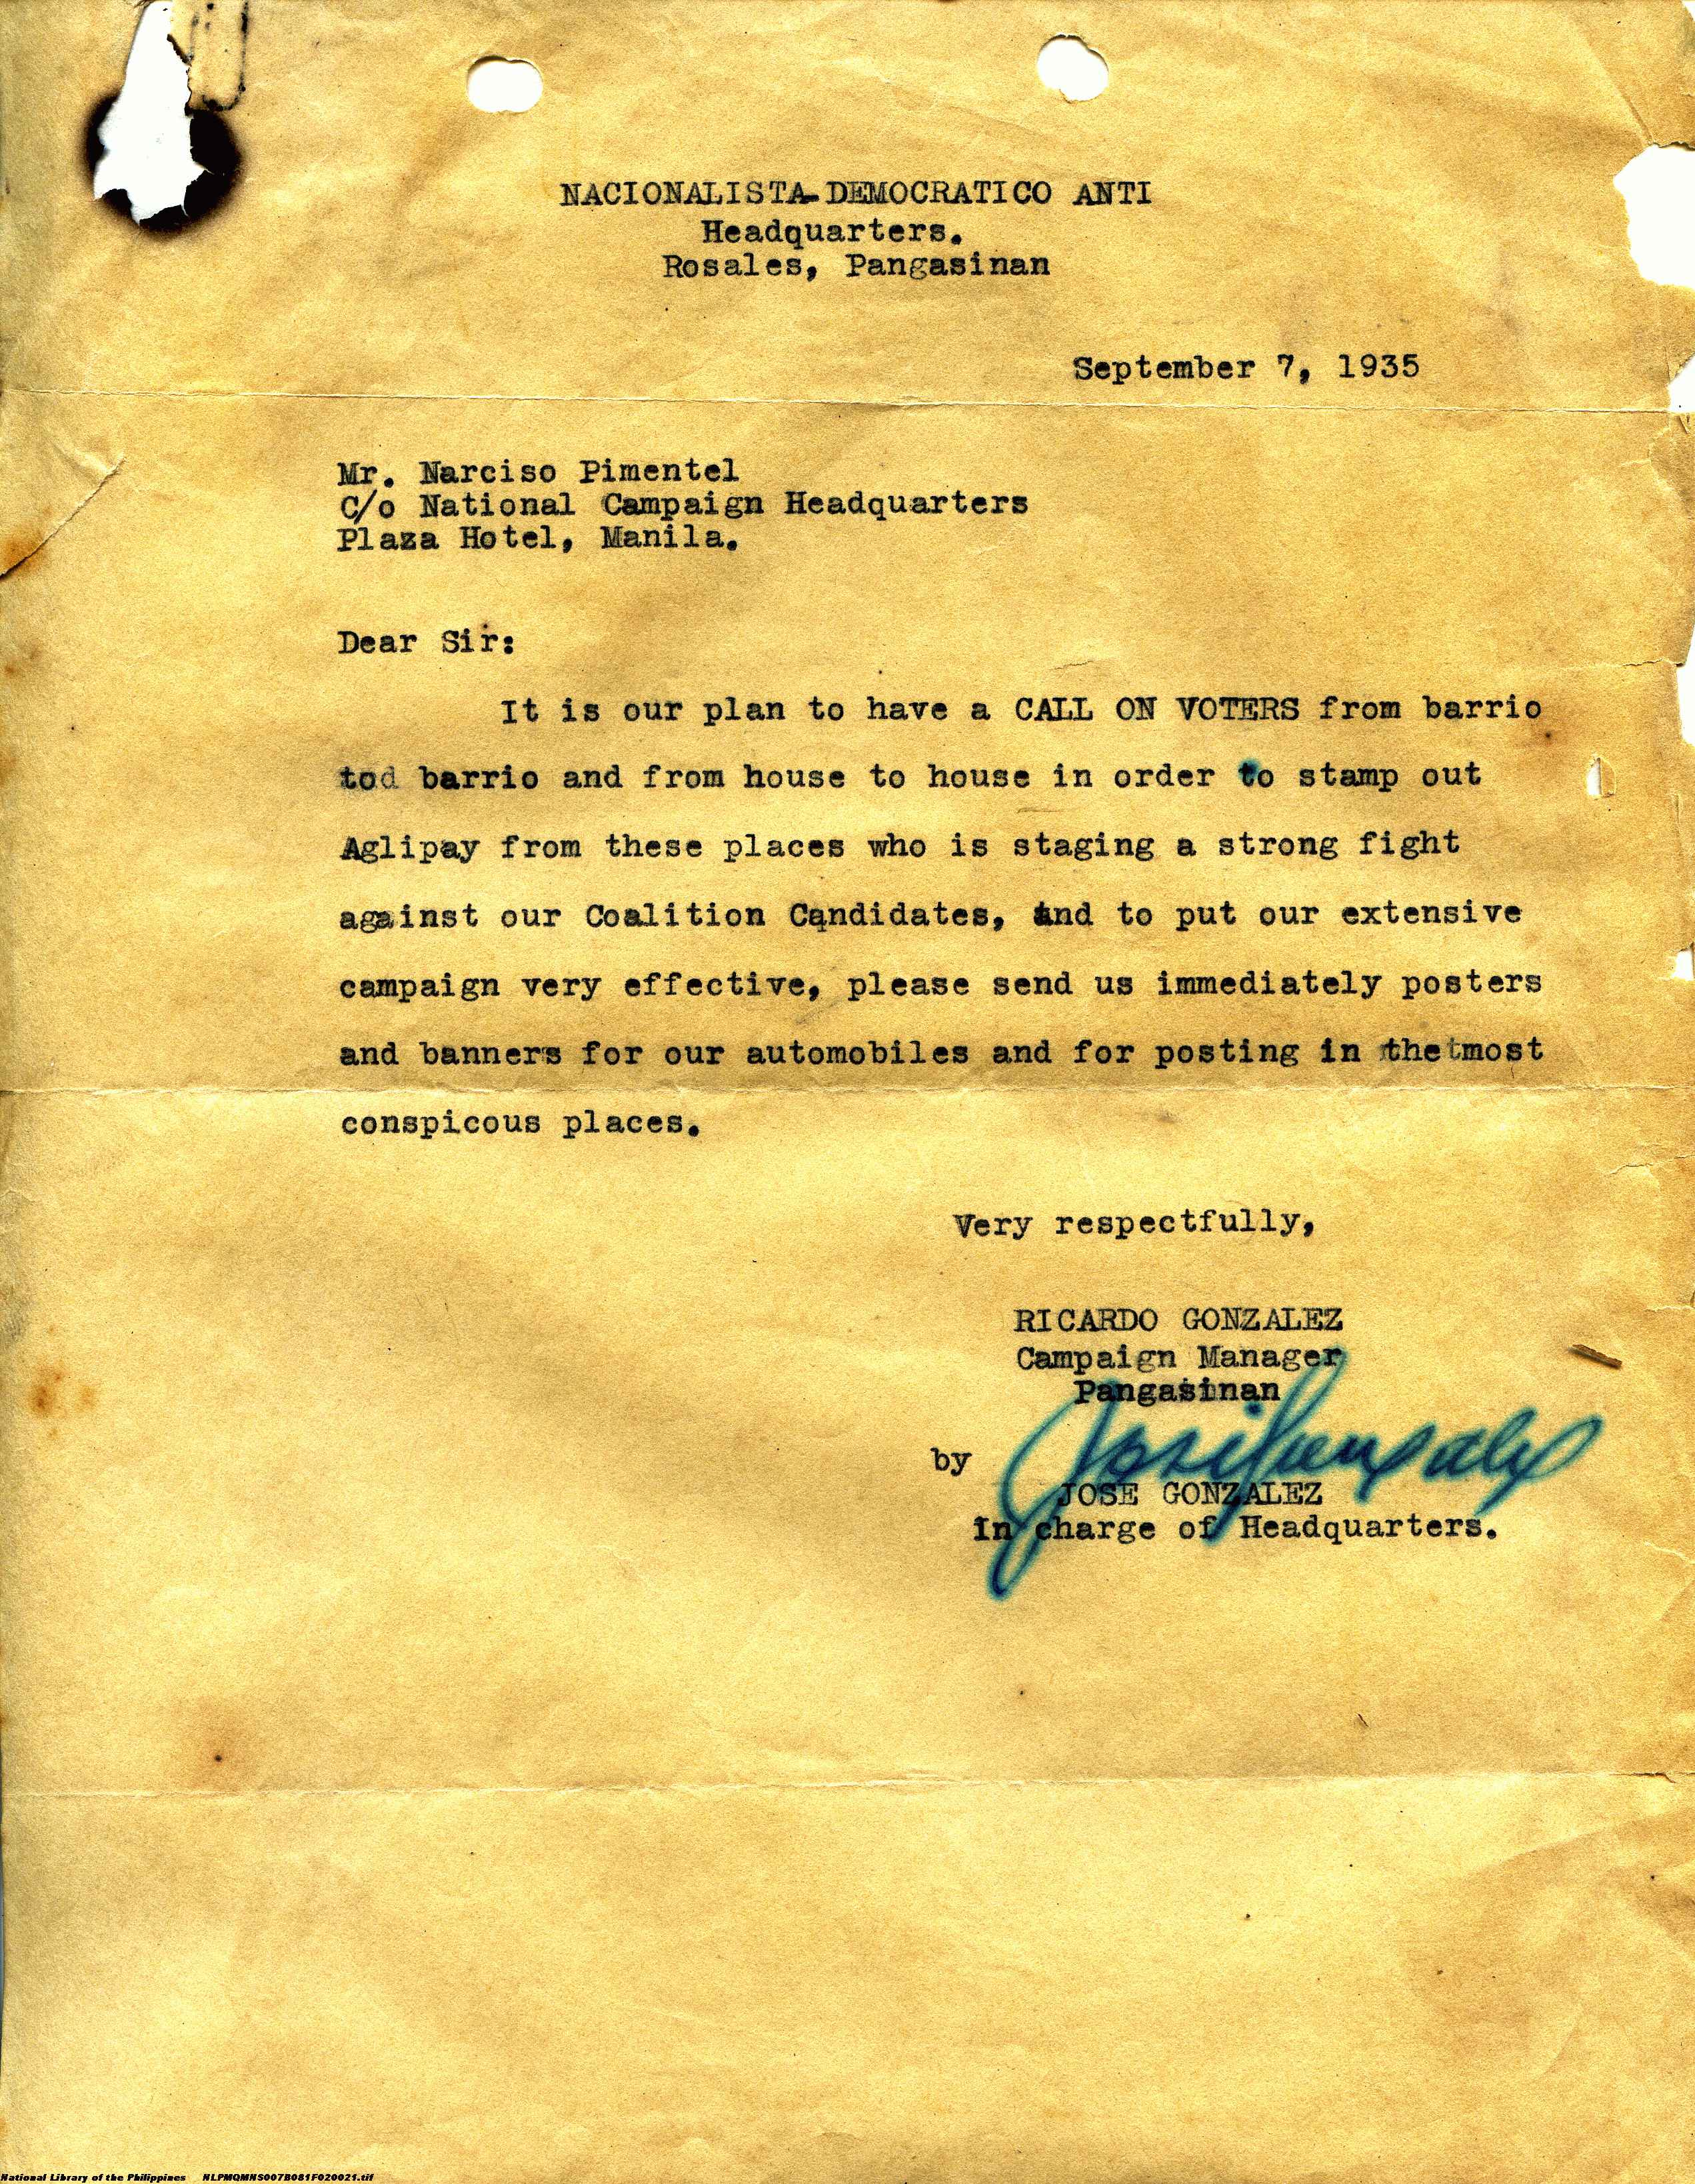 NACIONALISTA-DEMOCRATICO ANTI
Headquarters.
Rosales, Pangasinan
September 7, 1935
Mr. Narciso Pimentel
C/o National Campaign Headquarters
Plaza Hotel, Manila.
Dear Sir:
It is our plan to have a CALL ON VOTERS from barrio
tod barrio and from house to house in order to stamp out
Aglipay from these places who is staging a strong fight
against our Coalition Candidates, and to put our extensive
campaign very effective, please send us immediately posters
and banners for our automobiles and for posting in thetmost
conspicous places.
Very respectfully,
RICARDO GONZALEZ
Campaign Manager
Pangasinan
by Jose Gonzalez
JOSE GONZALEZ
In charge of Headquarters.
National Library of the Philippines NLPMQMNS007B081F020021.tif